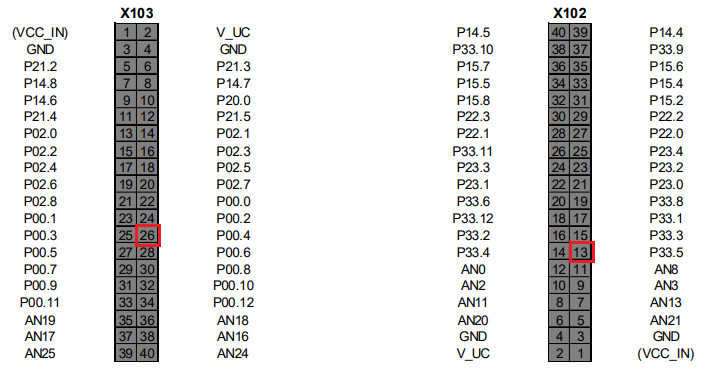 X103 X102
(VCC_IN) 1 2 V_UC P14.5 40 39 P14.4
GND 3 4 GND P33.10 38 37 P33.9
P21.2 5 6 P21.3 P15.7 36 35 P15.6
P14.8 7 8 P14.7 P15.5 34 33 P15.4
P14.6 9 10 P20.0 P15.8 32 31 P15.2
P21.4 11 12 P21.5 P22.3 30 29 P22.2
P02.0 13 14 P02.1 P22.1 28 27 P22.0
P02.2 15 16 P02.3 P33.11 26 25 P23.4
P02.4 17 18 P02.5 P23.3 24 23 P23.2
P02.6 19 20 P02.7 P23.1 22 21 P23.0
P02.8 21 22 P00.0 P33.6 20 19 P33.8
P00.1 23 24 P00.2 P33.12 18 17 P33.1
P00.3 25 26 P00.4 P33.2 16 15 P33.3
P00.5 27 28 P00.6 P33.4 14 13 P33.5
P00.7 29 30 P00.8 AN0 12 11 AN8
P00.9 31 32 P00.10 AN2 10 9 AN3
P00.11 33 34 P00.12 AN11 8 7 AN13
AN19 35 36 AN18 AN20 6 5 AN21
AN17 37 38 AN16 GND 4 3 GND
AN25 39 40 AN24 V_UC 2 1 (VCC_IN)